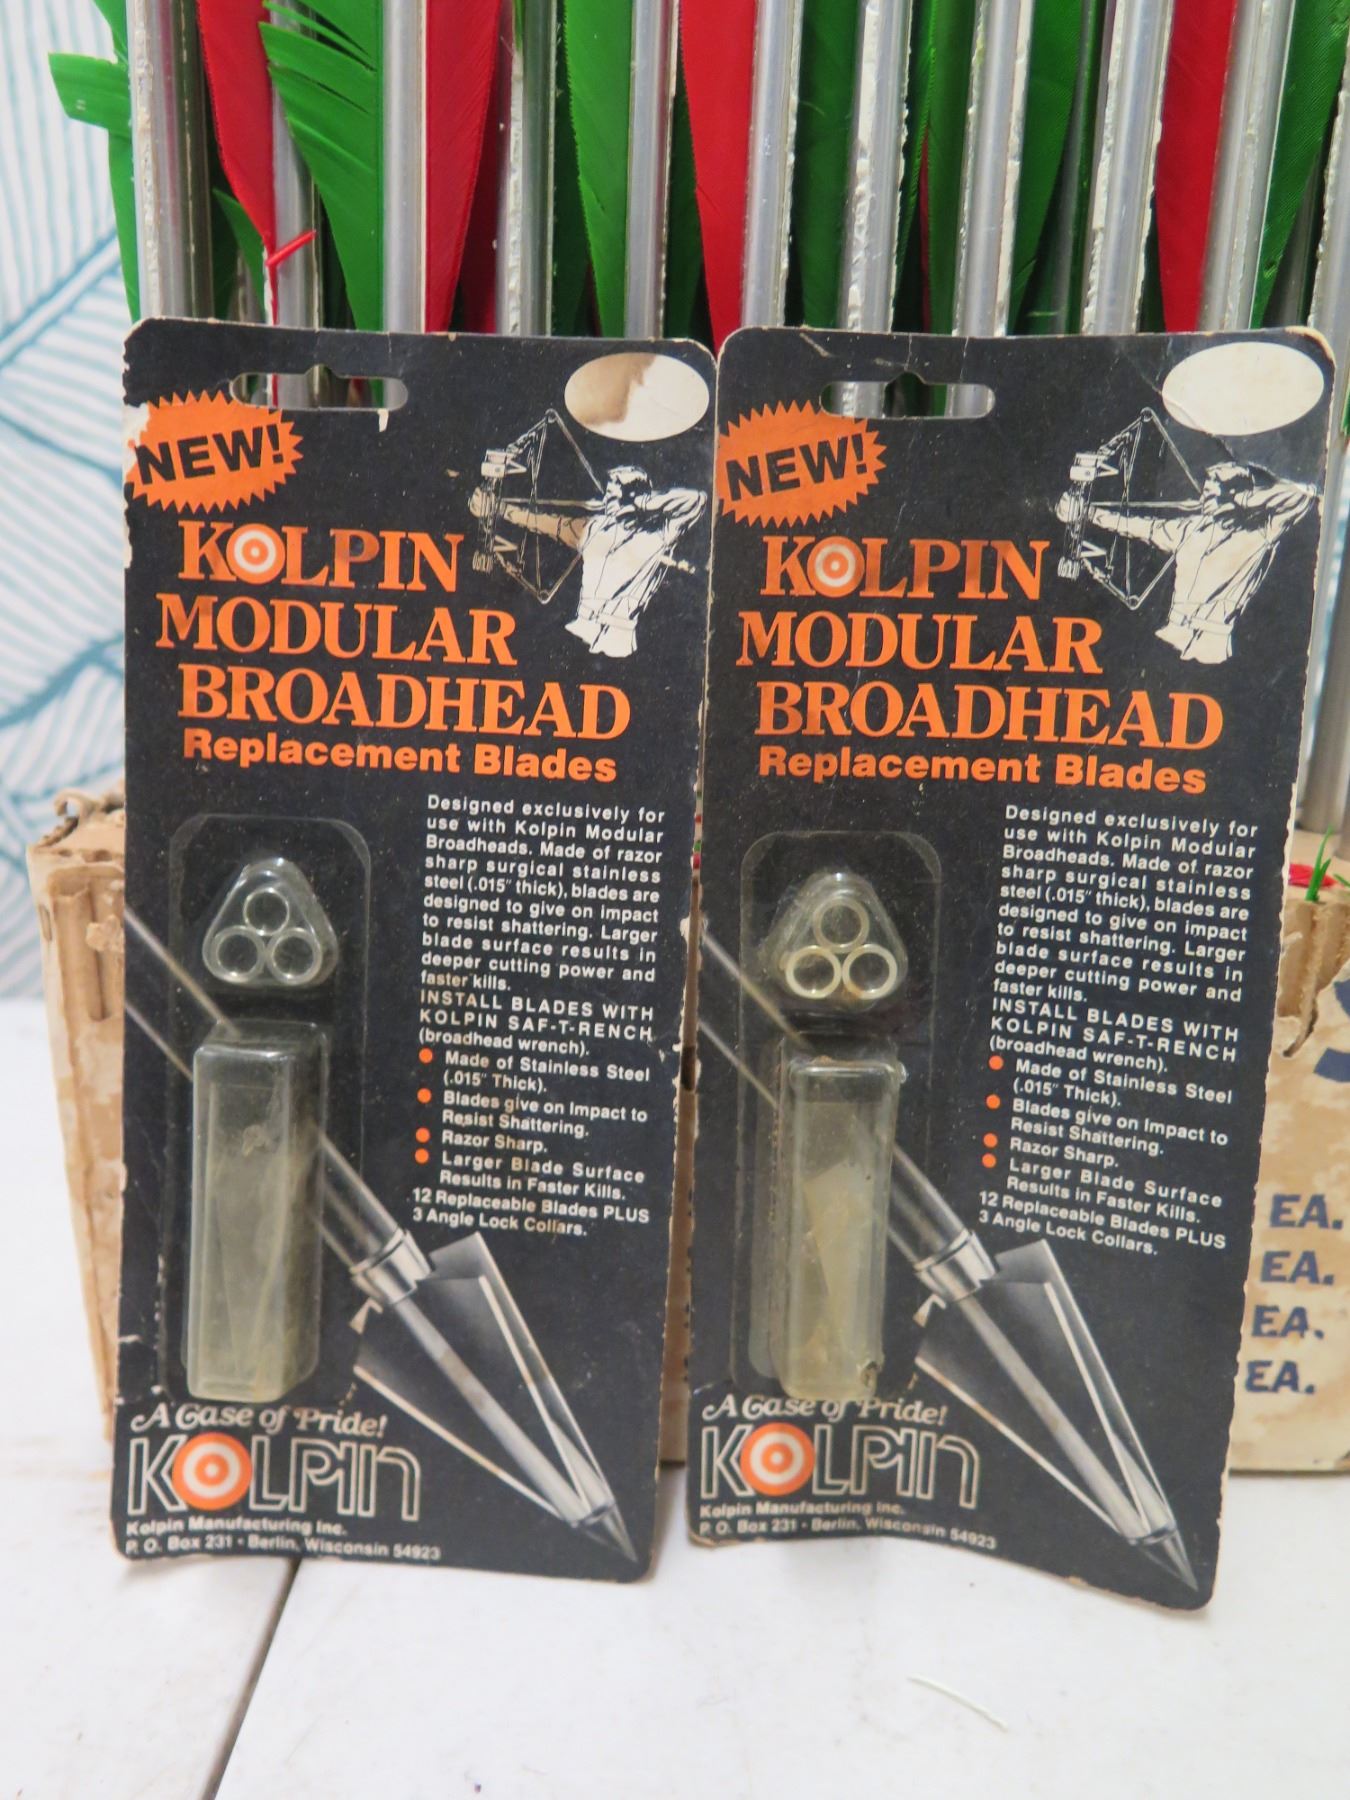 NEW!
KOLPIN
MODULAR
BROADHEAD
Replacement Blades
Designed exclusively for
use with Kolpin Modular
Broadheads. Made of razor
sharp surgical stainless
steel (.015" thick), blades are
designed to give on impact
to resist shattering. Larger
blade surface results in
deeper cutting power and
faster kills.
INSTALL BLADES WITH
KOLPIN SAF-T-RENCH
(broadhead wrench).
Made of Stainless Steel
(.015" Thick).
Blades give on Impact to
Resist Shattering.
Razor Sharp.
Larger Blade Surface
Results in Faster Kills.
12 Replaceable Blades PLUS
3 Angle Lock Collars.
A Case of Pride!
KOLPIN
Kolpin Manufacturing Inc.
P. O. Box 231 • Berlin, Wisconsin 54923
NEW!
KOLPIN
MODULAR
BROADHEAD
Replacement Blades
Designed exclusively for
use with Kolpin Modular
Broadheads. Made of razor
sharp surgical stainless
steel (.015" thick), blades are
designed to give on impact
to resist shattering. Larger
blade surface results in
deeper cutting power and
faster kills.
INSTALL BLADES WITH
KOLPIN SAF-T-RENCH
(broadhead wrench).
Made of Stainless Steel
(.015" Thick).
Blades give on Impact to
Resist Shattering.
Razor Sharp.
Larger Blade Surface
Results in Faster Kills.
12 Replaceable Blades PLUS
3 Angle Lock Collars.
A Case of Pride!
KOLPIN
Kolpin Manufacturing Inc.
P. O. Box 231 • Berlin, Wisconsin 54923
EA.
EA.
EA.
EA.